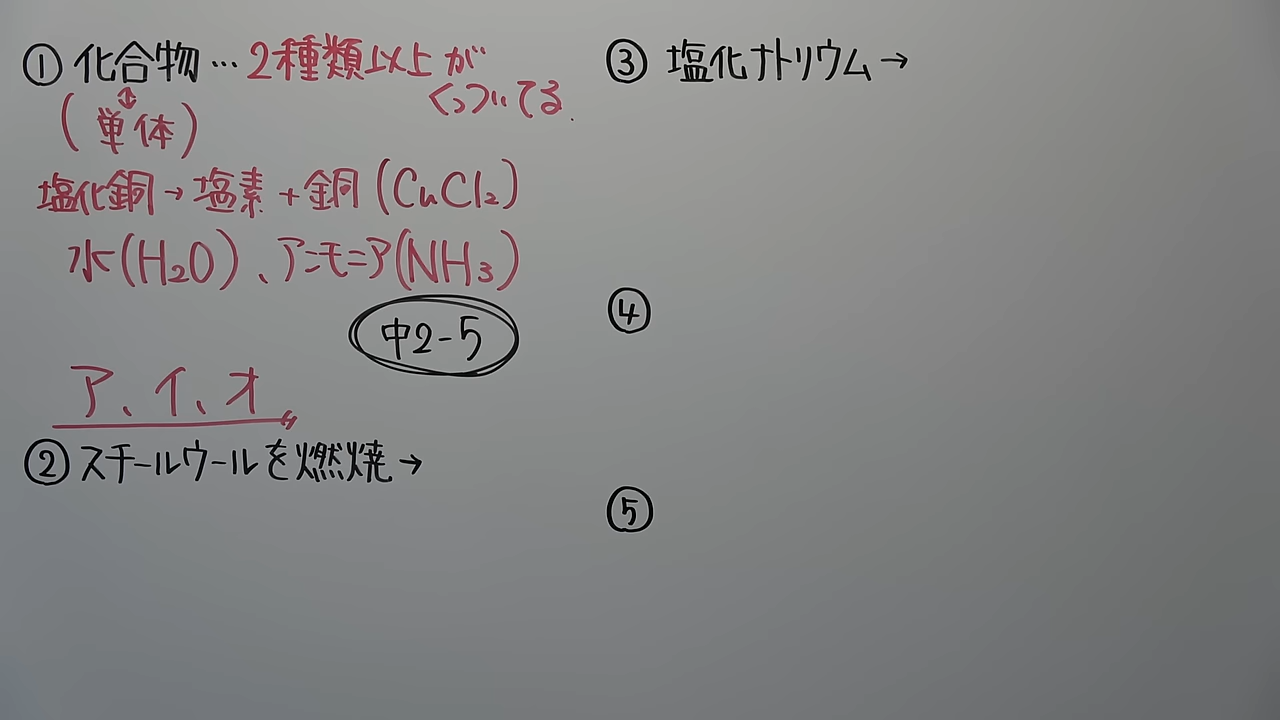 ① 化合物…2種類以上が
くっついてる
↕
(単体)
塩化銅→塩素+銅(CuCl₂)
水(H₂O)、アンモニア(NH₃)
中2-5
ア、イ、オ
② スチールウールを燃焼→
③ 塩化ナトリウム→
④
⑤